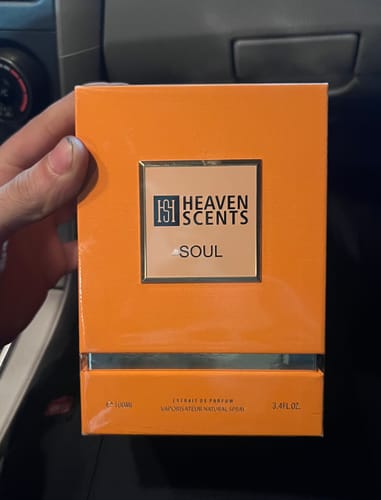 HS HEAVEN
SCENTS
SOUL
EXTRAIT DE PARFUM
℮ 100Ml 
VAPORISATEUR NATURAL SPRAY
3.4FL.OZ.